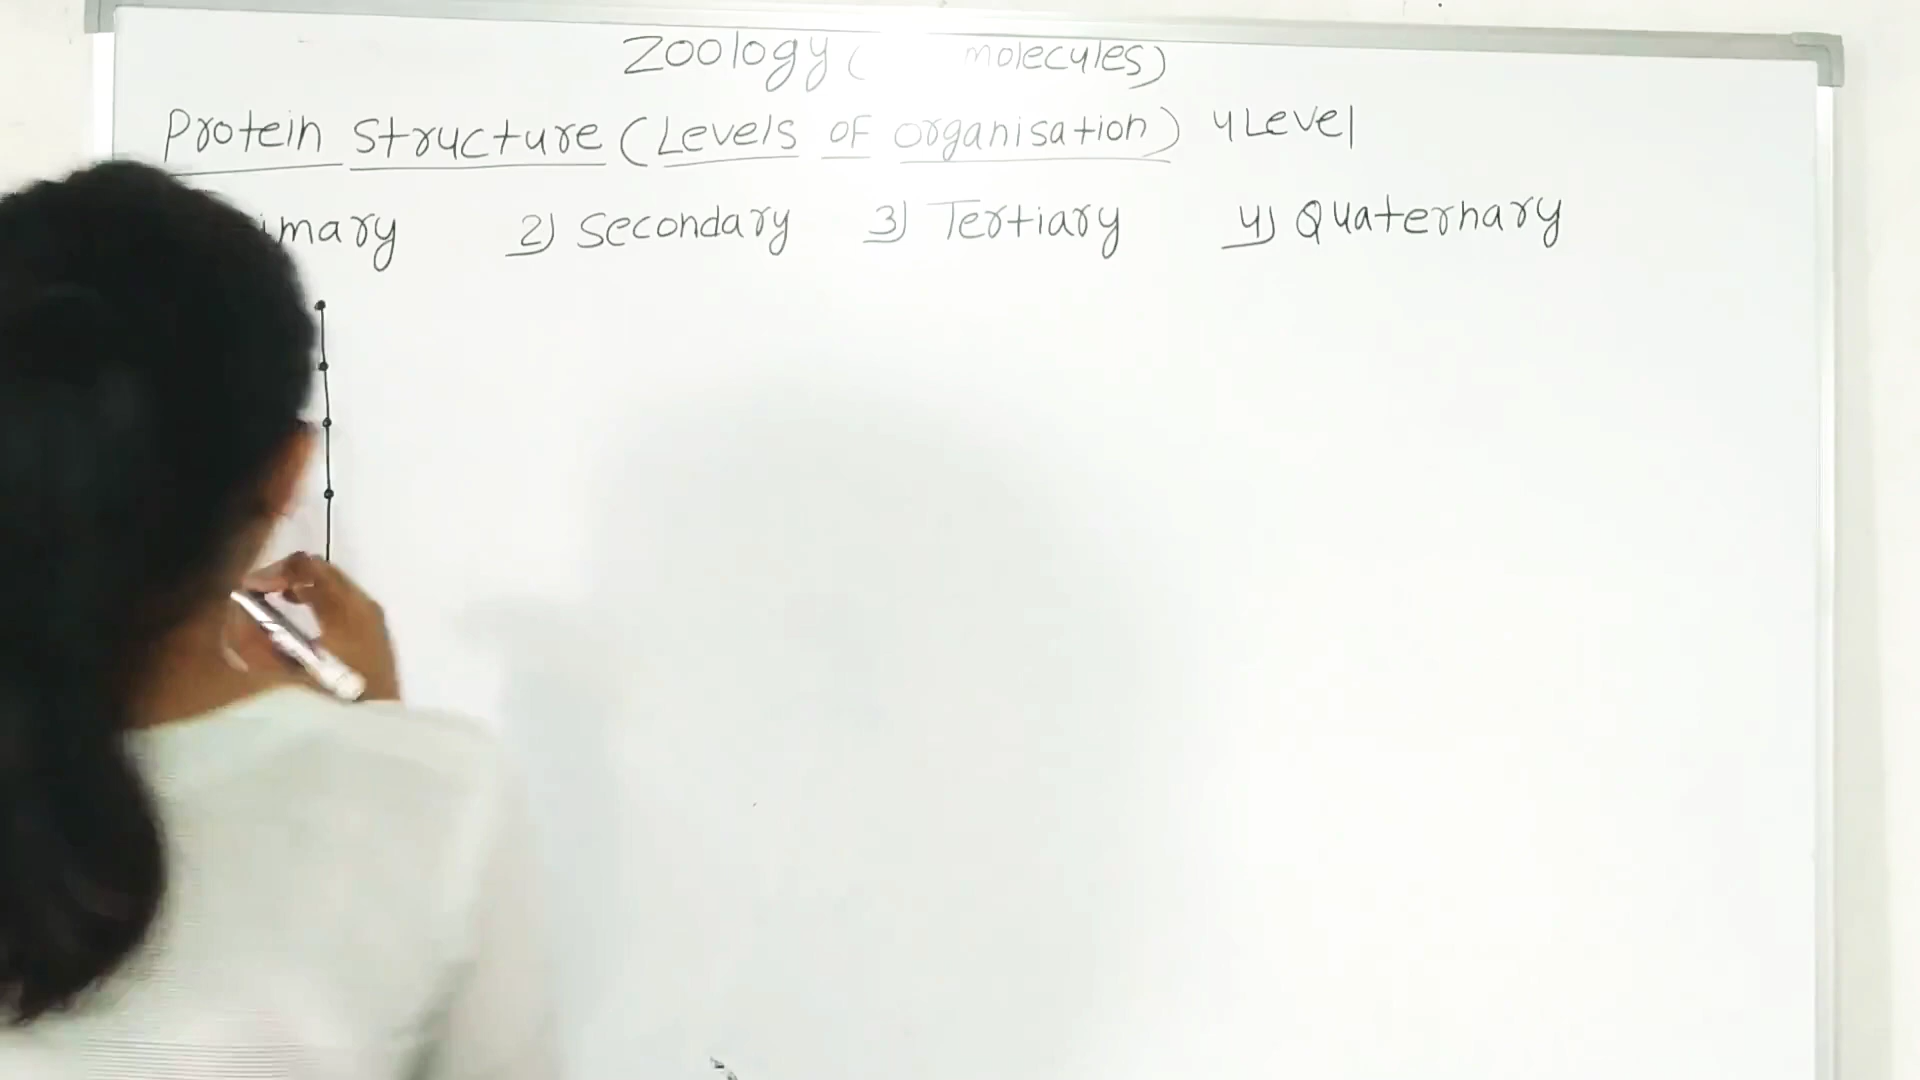 Zoology ( molecules)
Protein Structure (Levels of organisation) 4 Level
imary 2) Secondary 3) Tertiary 4) Quaternary